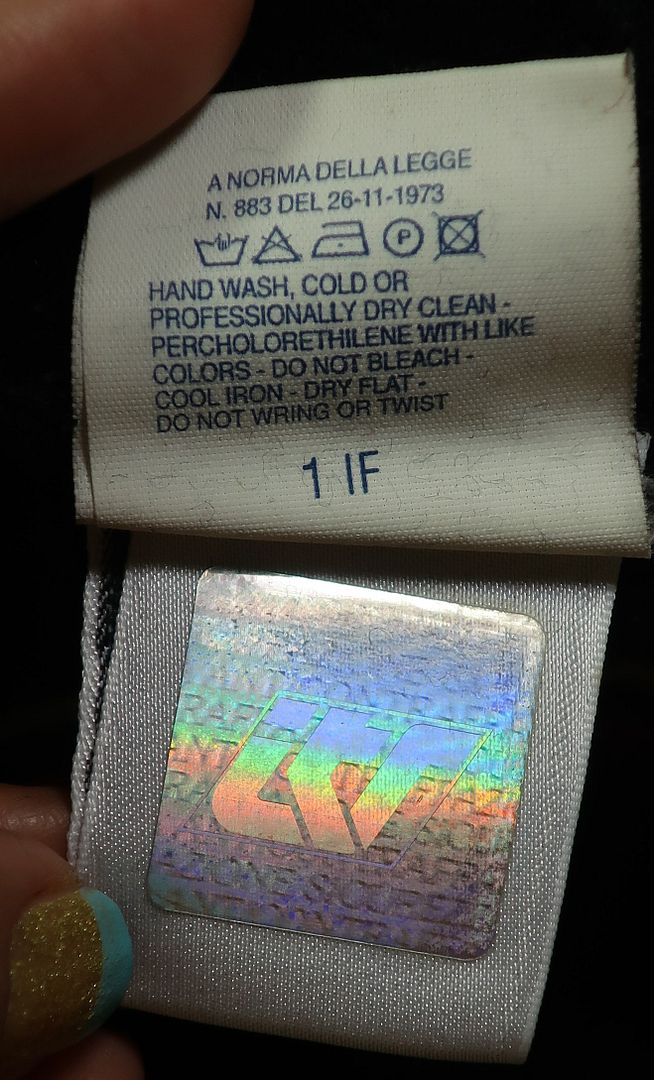 A NORMA DELLA LEGGE
N. 883 DEL 26-11-1973
P
HAND WASH, COLD OR
PROFESSIONALLY DRY CLEAN -
PERCHOLORETHILENE WITH LIKE
COLORS - DO NOT BLEACH -
COOL IRON - DRY FLAT -
DO NOT WRING OR TWIST
1 IF